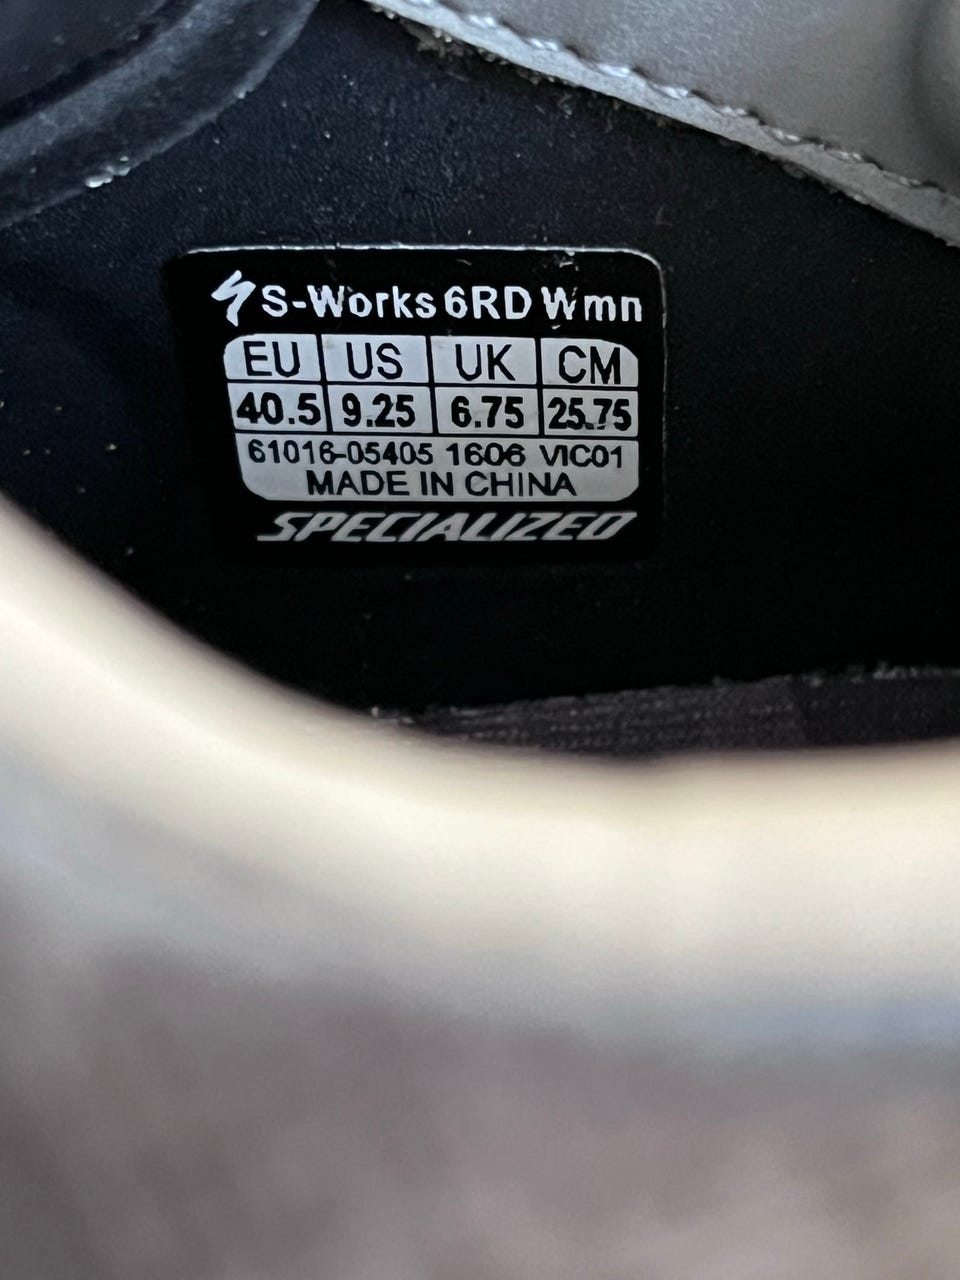 S-Works 6RD Wmn
EU US UK CM
40.5 9.25 6.75 25.75
61016-05405 1606 VIC01
MADE IN CHINA
SPECIALIZED